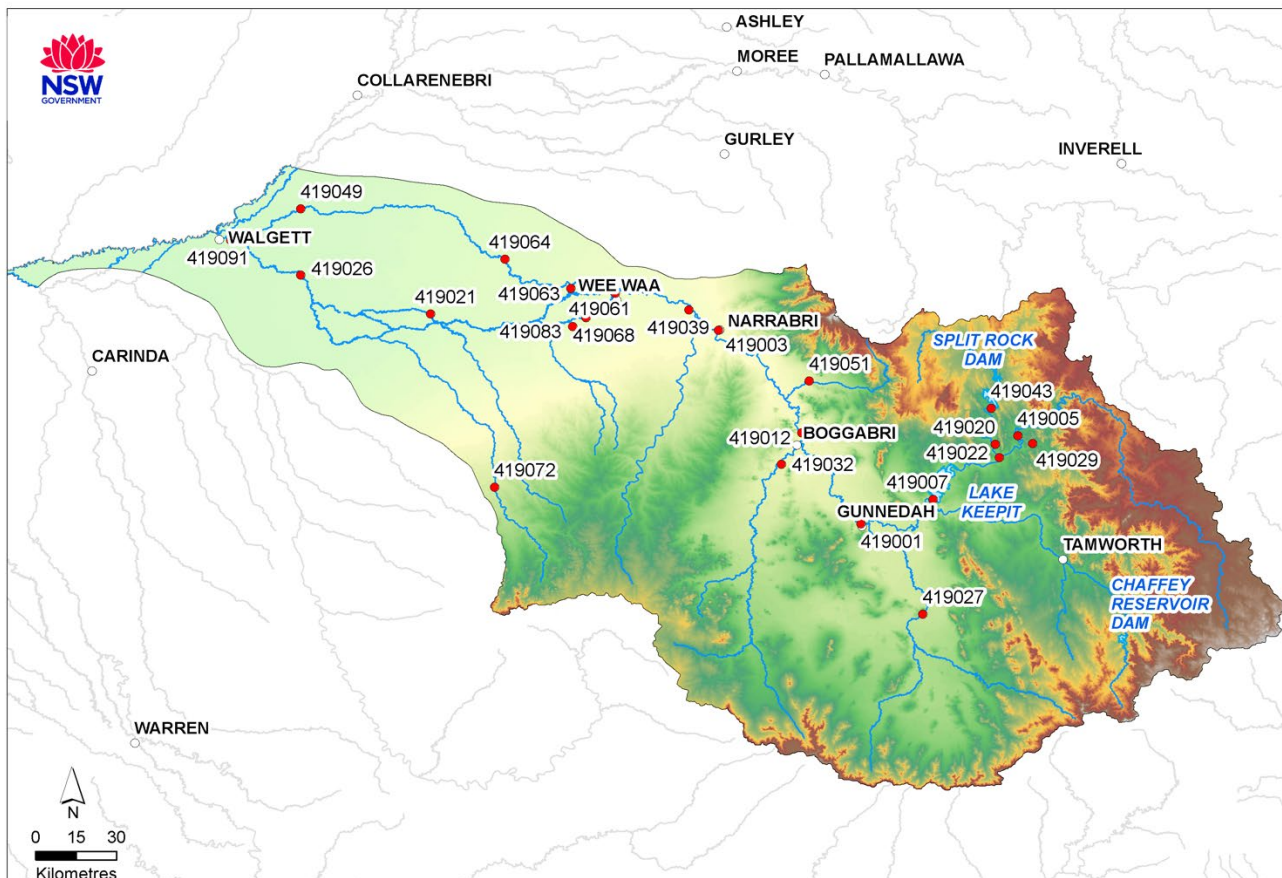 ASHLEY
MOREE
PALLAMALLAWA
NSW
GOVERNMENT
COLLARENEBRI
GURLEY
INVERELL
419049
WALGETT
419091
419064
419026
419063
WEE WAA
419021
419061
419083
419068
419039
NARRABRI
419003
SPLIT ROCK
DAM
CARINDA
419051
419043
419005
419020
419012
BOGGABRI
419022
419029
419032
419072
419007
LAKE
KEEPIT
GUNNEDAH
419001
TAMWORTH
CHAFFEY
RESERVOIR
DAM
419027
WARREN
N
0 15 30
Kilometres